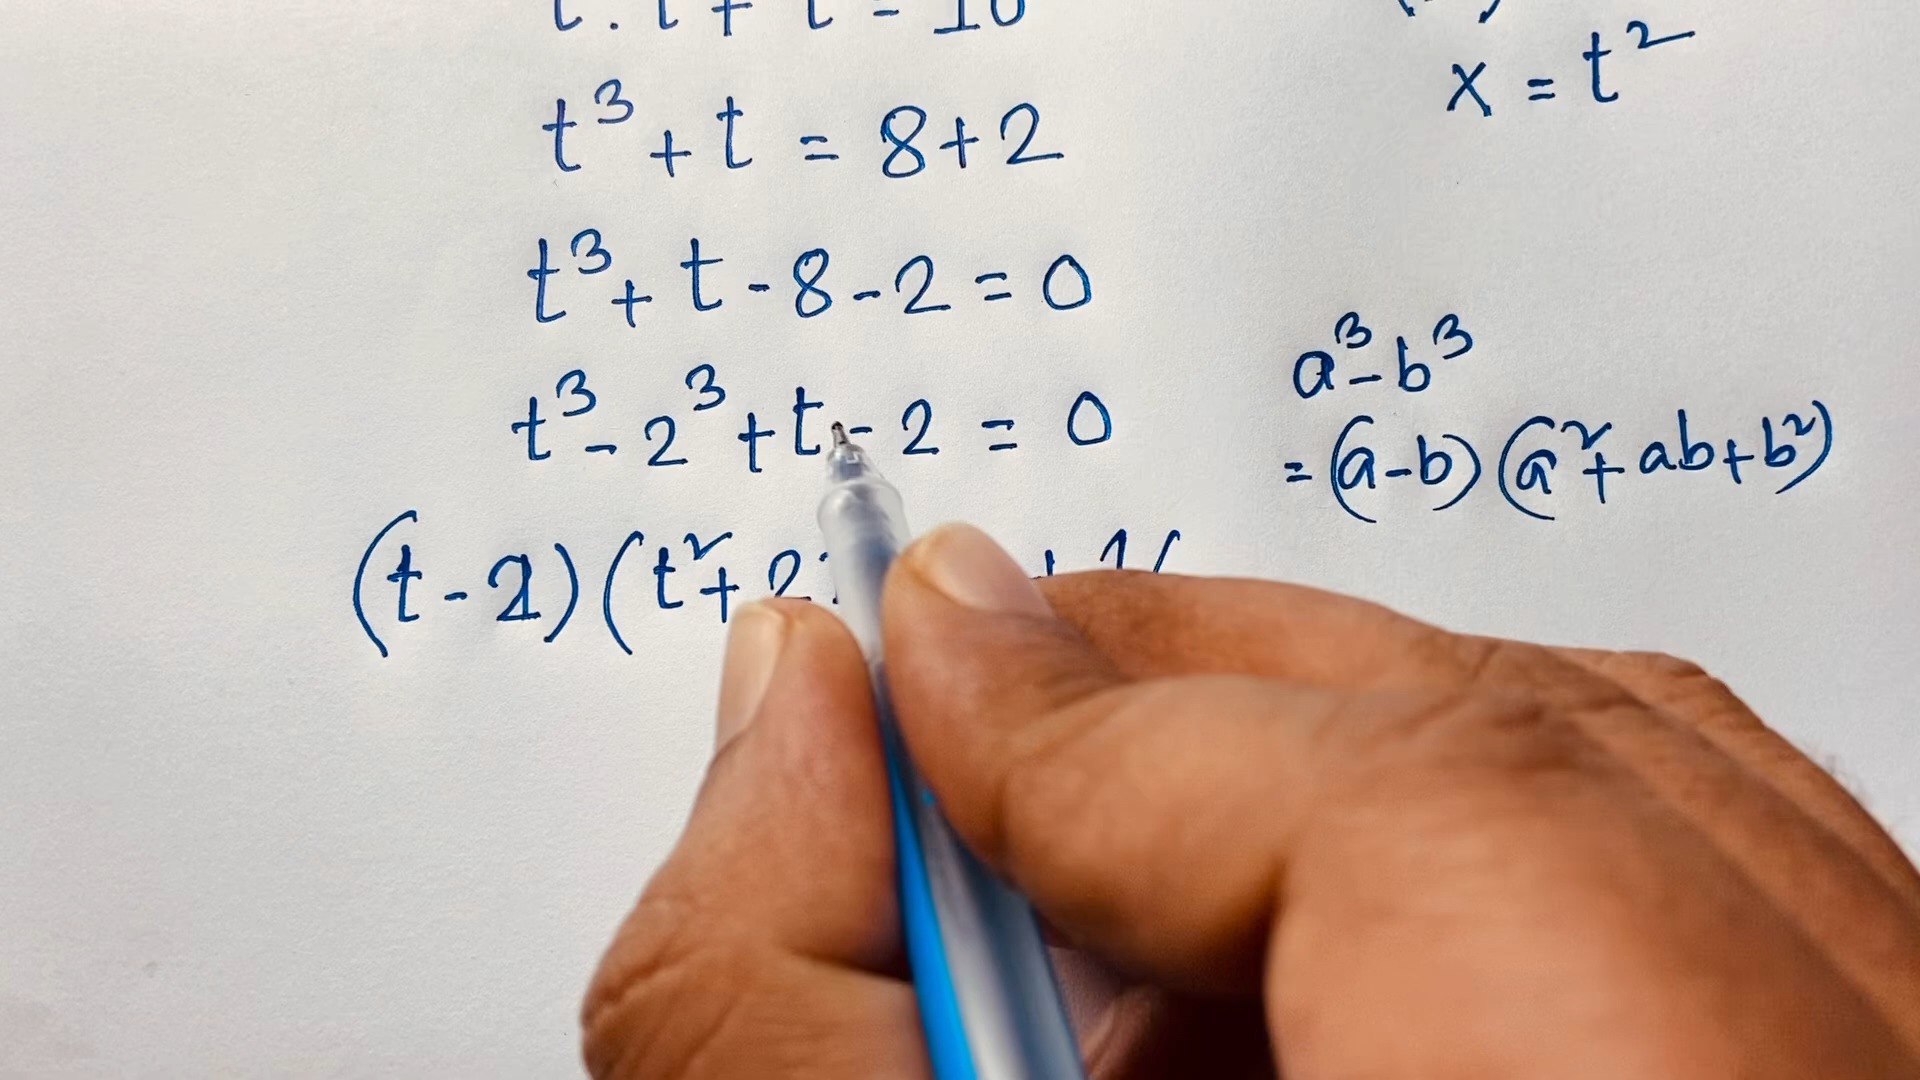 t³ + t = 8 + 2
x = t²
t³ + t - 8 - 2 = 0
t³ - 2³ + t - 2 = 0
a³ - b³
= (a - b) (a² + ab + b²)
(t - 2) (t² + 2